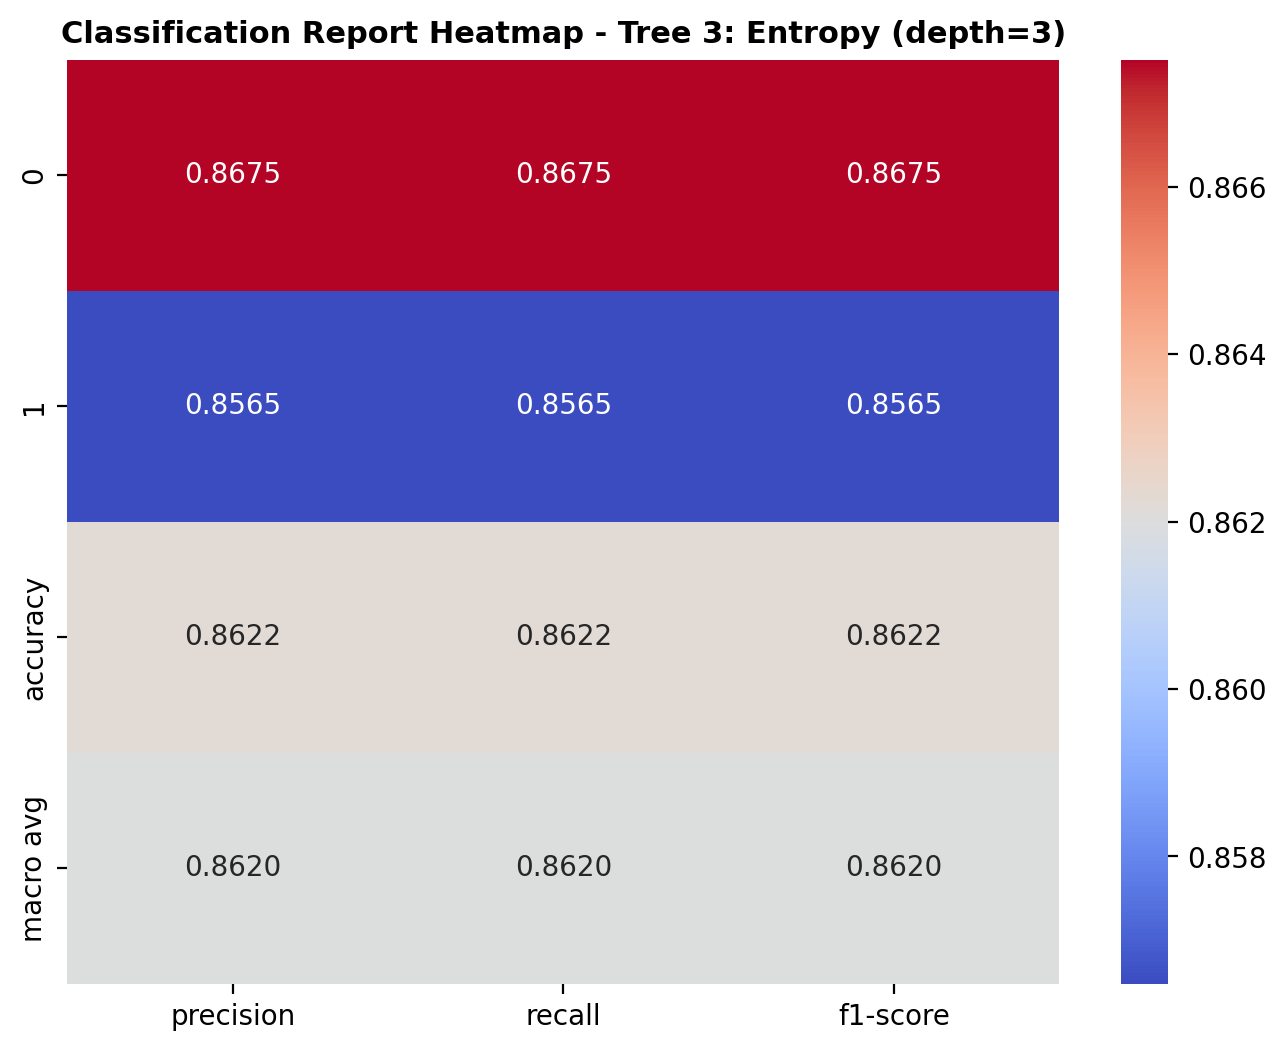 Classification Report Heatmap - Tree 3: Entropy (depth=3)
0
0.8675 0.8675 0.8675
1
0.8565 0.8565 0.8565
accuracy
0.8622 0.8622 0.8622
macro avg
0.8620 0.8620 0.8620
precision recall f1-score
0.866
0.864
0.862
0.860
0.858